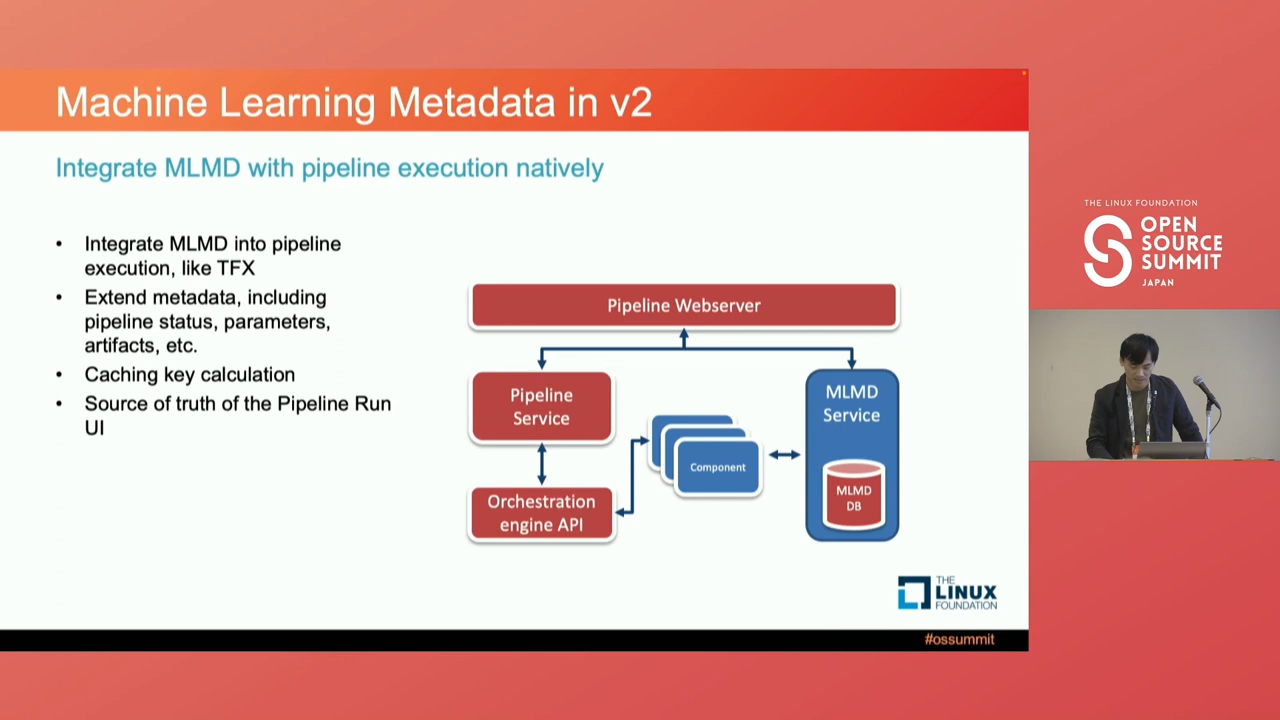 Machine Learning Metadata in v2
Integrate MLMD with pipeline execution natively
• Integrate MLMD into pipeline
execution, like TFX
• Extend metadata, including
pipeline status, parameters,
artifacts, etc.
• Caching key calculation
• Source of truth of the Pipeline Run
UI
Pipeline Webserver
Pipeline
Service
MLMD
Service
Component
MLMD
DB
Orchestration
engine API
THE
LINUX
FOUNDATION
#ossummit
THE LINUX FOUNDATION
OPEN
SOURCE
SUMMIT
JAPAN